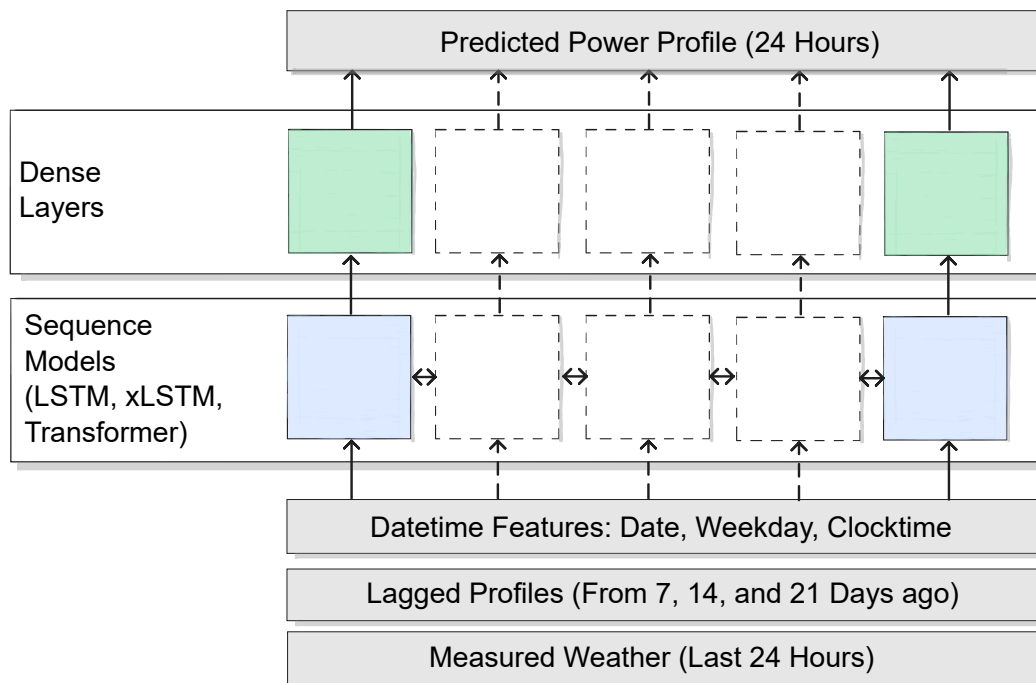 Predicted Power Profile (24 Hours)
Dense
Layers
Sequence
Models
(LSTM, xLSTM,
Transformer)
Datetime Features: Date, Weekday, Clocktime
Lagged Profiles (From 7, 14, and 21 Days ago)
Measured Weather (Last 24 Hours)